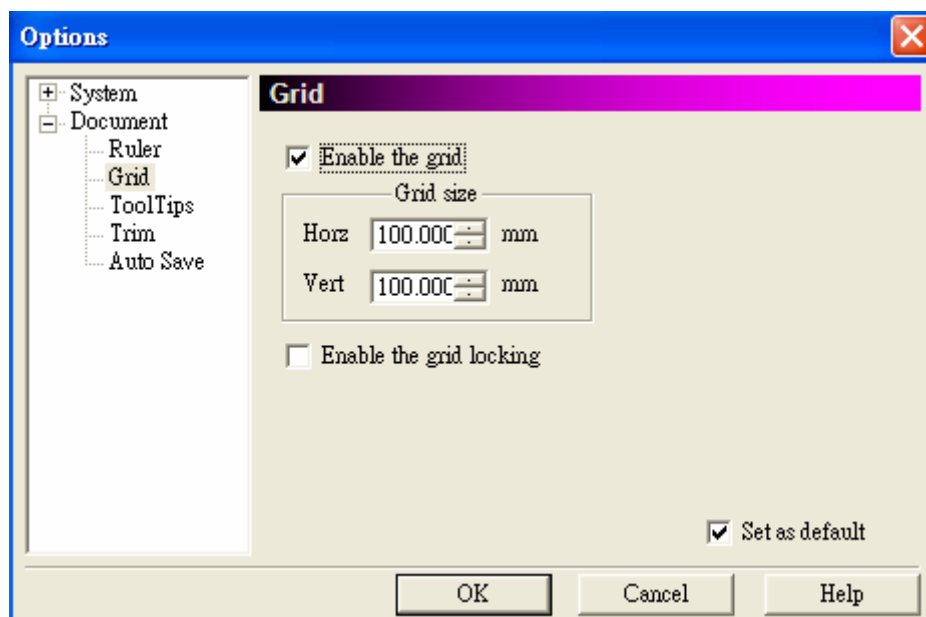 Options
System
Document
Ruler
Grid
ToolTips
Trim
Auto Save
Grid
Enable the grid
Grid size
Horz 100.000 mm
Vert 100.000 mm
Enable the grid locking
Set as default
OK Cancel Help